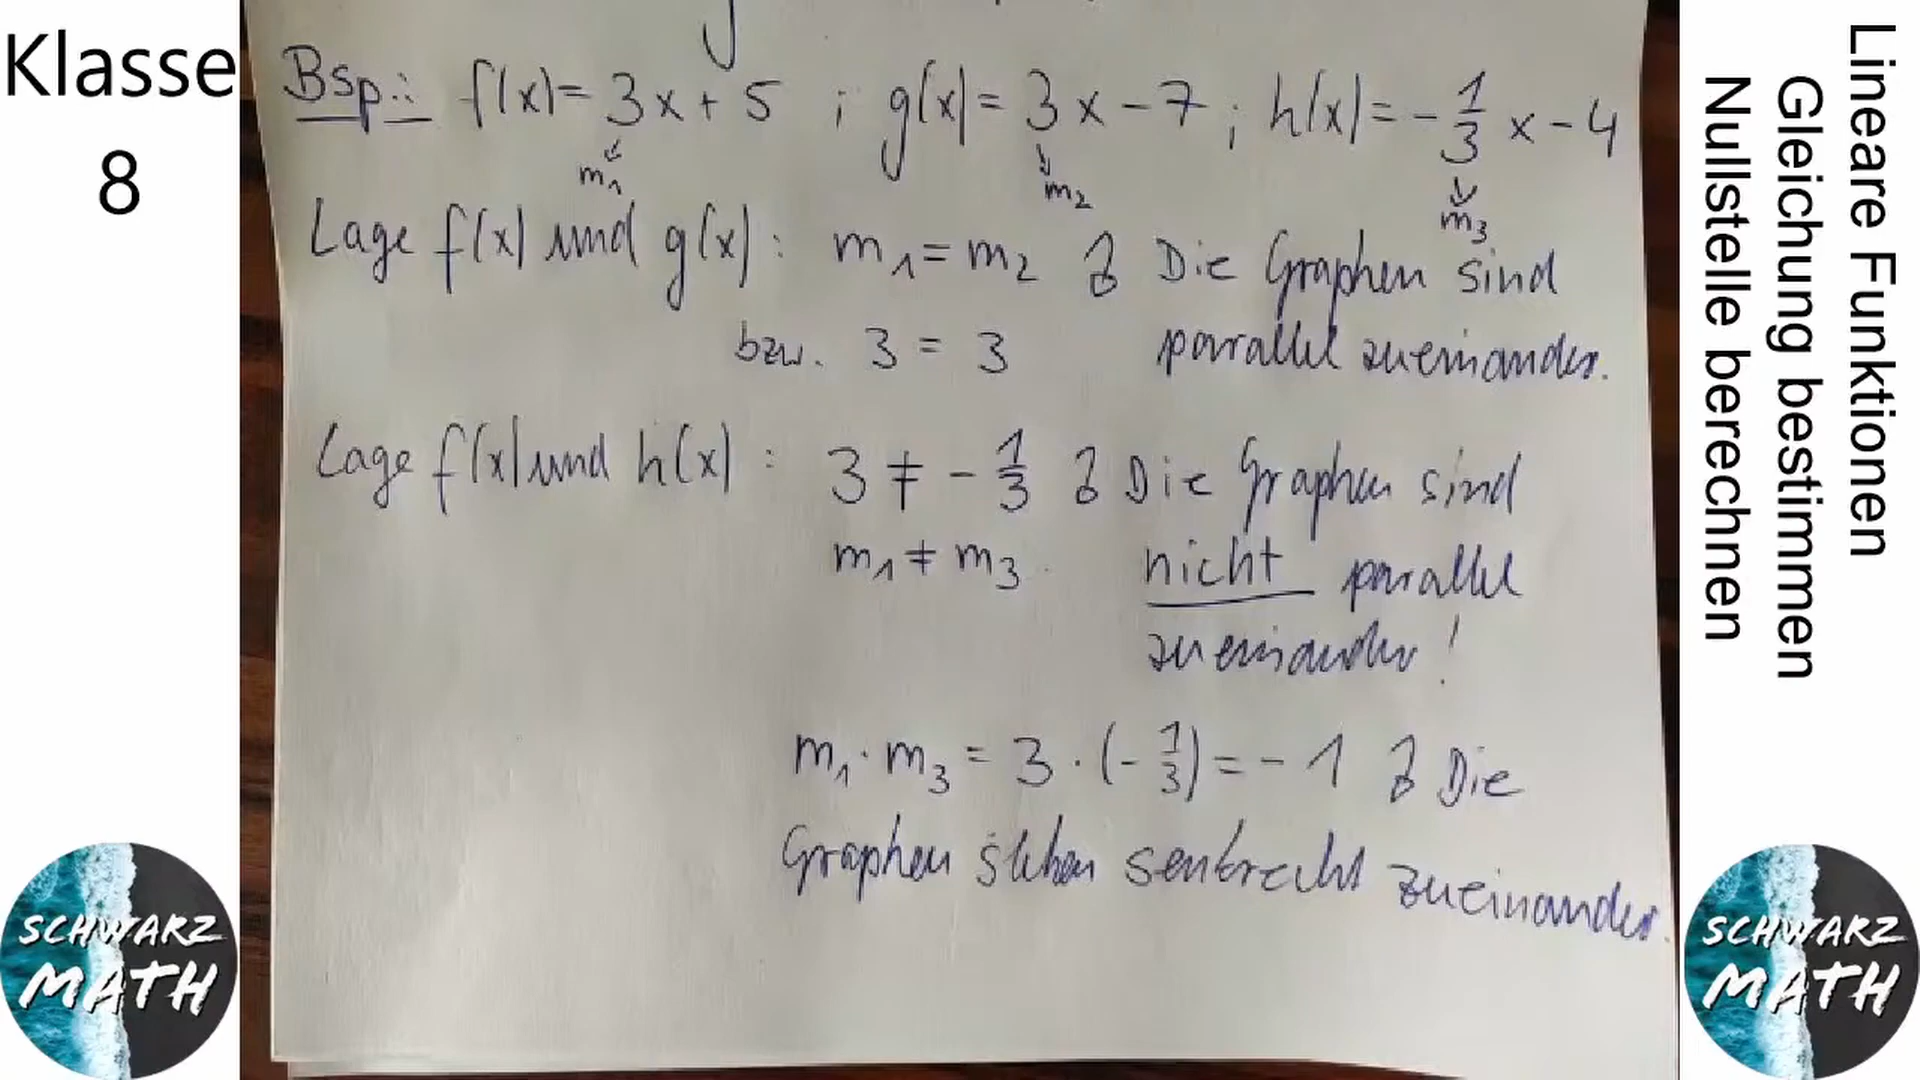 Klasse
8
Bsp.: f(x) = 3x + 5 ; g(x) = 3x - 7 ; h(x) = - 1/3 x - 4
m₁ m₂ m₃
Lage f(x) und g(x): m₁ = m₂ Die Graphen sind
bzw. 3 = 3 parallel zueinander.
Lage f(x) und h(x): 3 ≠ - 1/3 Die Graphen sind
m₁ ≠ m₃ nicht parallel
zueinander!
m₁ · m₃ = 3 · (- 1/3) = - 1 Die
Graphen stehen senkrecht zueinander.
Lineare Funktionen
Gleichung bestimmen
Nullstelle berechnen
SCHWARZ
MATH
SCHWARZ
MATH